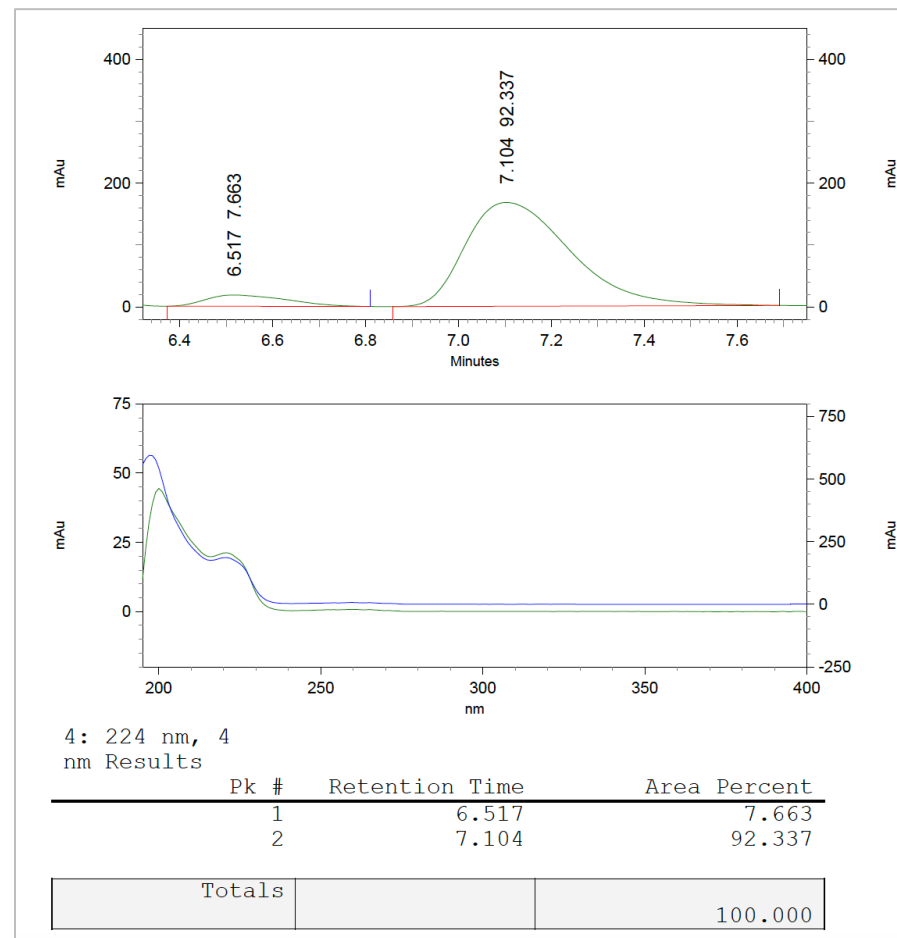 400
200
0
400
200
0
mAu
mAu
6.517 7.663
7.104 92.337
6.4 6.6 6.8 7.0 7.2 7.4 7.6
Minutes
75
50
25
0
750
500
250
0
-250
mAu
mAu
200 250 300 350 400
nm
4: 224 nm, 4
nm Results
Pk # Retention Time Area Percent
1 6.517 7.663
2 7.104 92.337
Totals
100.000